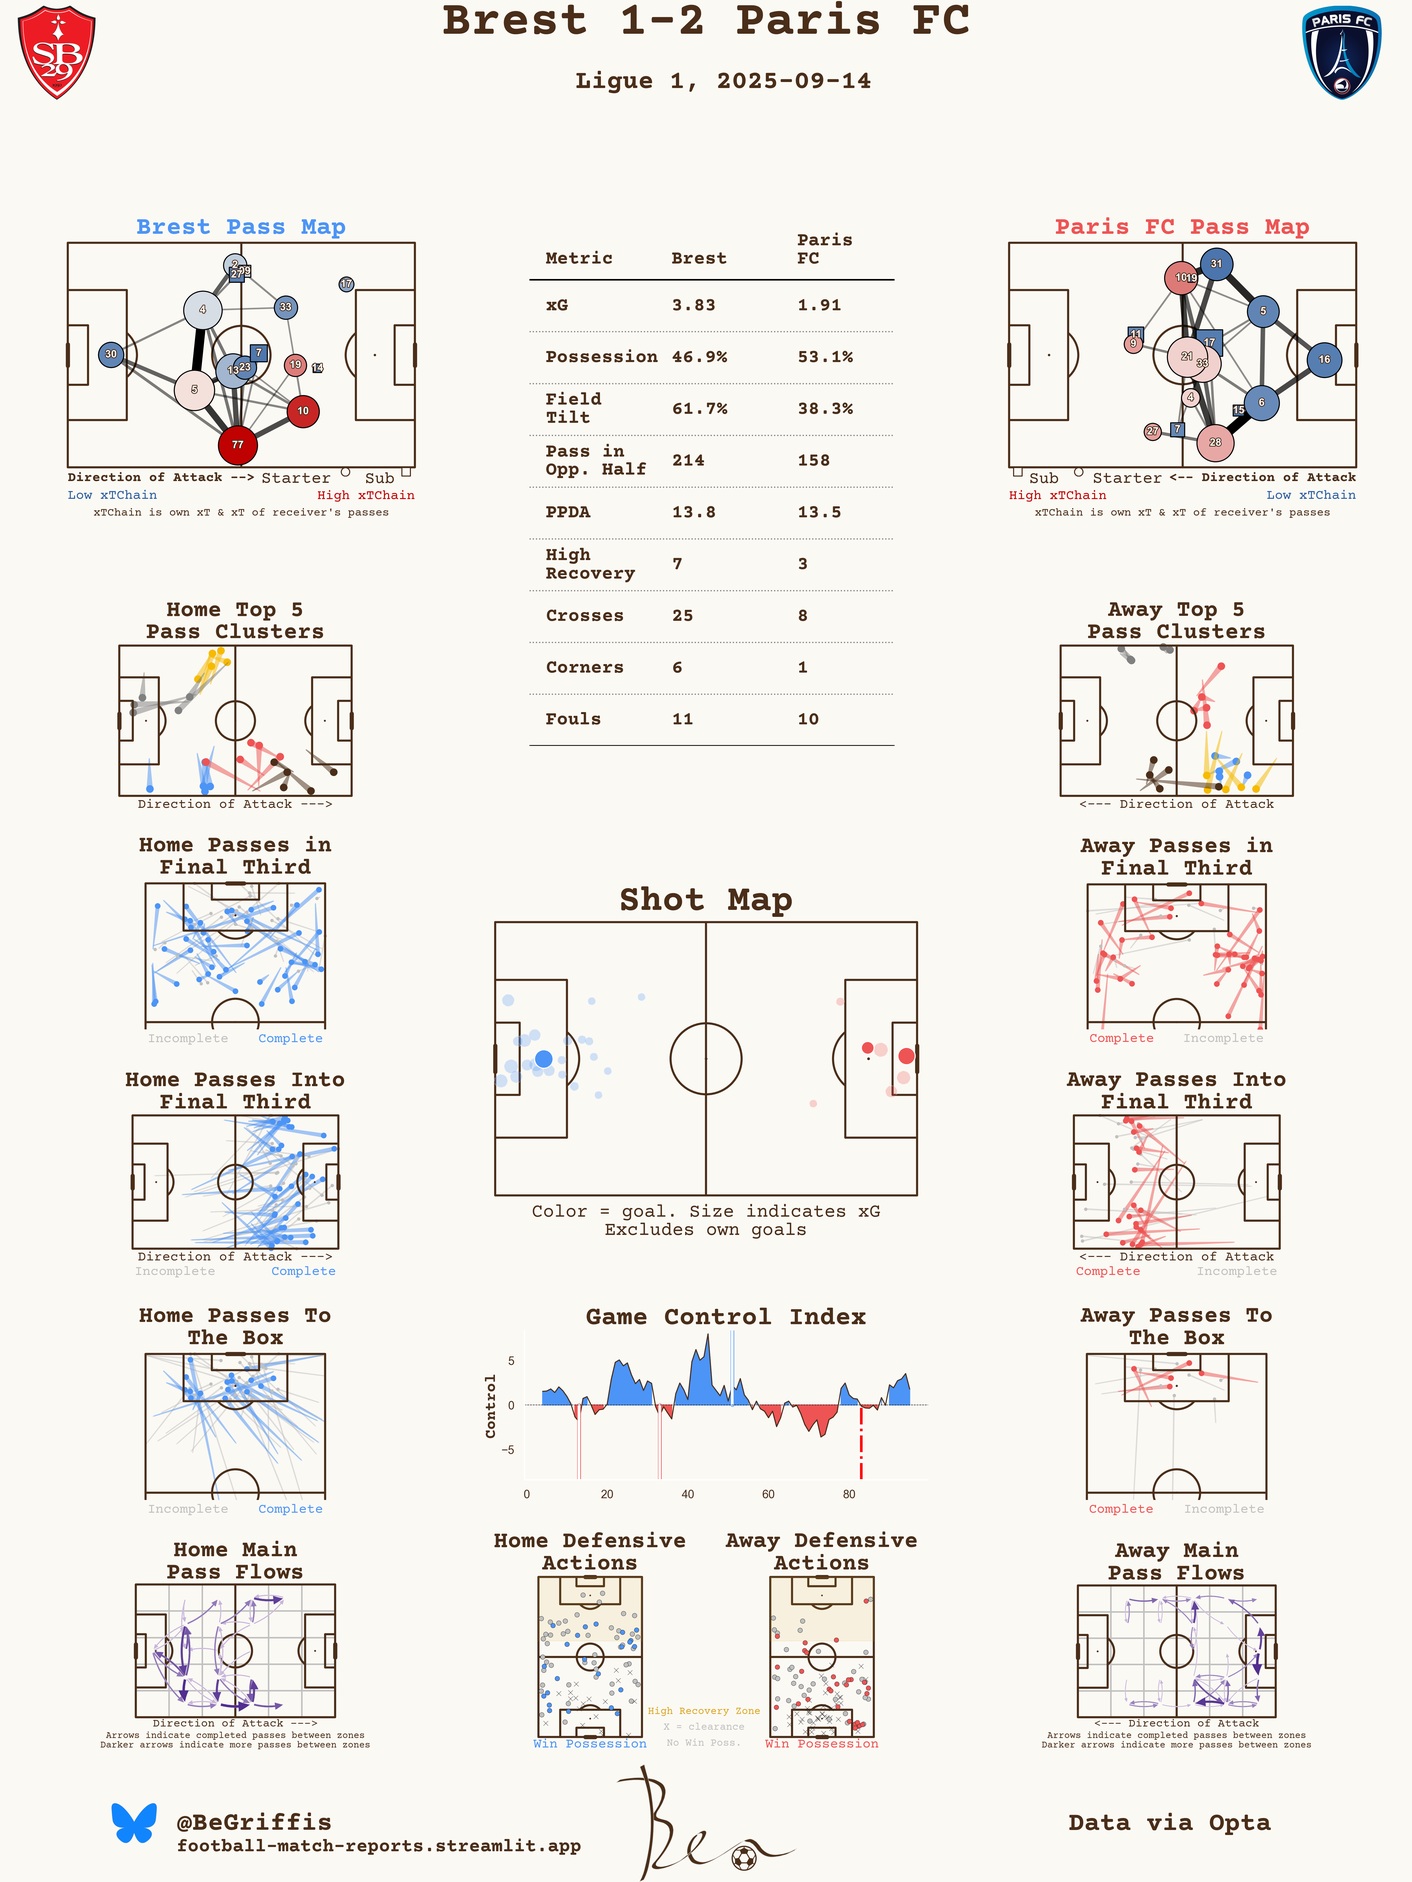 Brest 1-2 Paris FC
Ligue 1, 2025-09-14
SB
29
PARIS FC
Brest Pass Map
2
27
29
17
4
33
30
7
13
23
19
14
5
10
77
Direction of Attack --> Starter Sub
Low xTChain High xTChain
xTChain is own xT & xT of receiver's passes
Metric Brest Paris FC
xG 3.83 1.91
Possession 46.9% 53.1%
Field Tilt 61.7% 38.3%
Pass in Opp. Half 214 158
PPDA 13.8 13.5
High Recovery 7 3
Crosses 25 8
Corners 6 1
Fouls 11 10
Paris FC Pass Map
31
10
19
5
11
9
17
21
33
16
4
15
6
27
7
28
Sub Starter <-- Direction of Attack
High xTChain Low xTChain
xTChain is own xT & xT of receiver's passes
Home Top 5
Pass Clusters
Direction of Attack --->
Away Top 5
Pass Clusters
<--- Direction of Attack
Home Passes in
Final Third
Incomplete Complete
Away Passes in
Final Third
Complete Incomplete
Shot Map
Color = goal. Size indicates xG
Excludes own goals
Home Passes Into
Final Third
Direction of Attack --->
Incomplete Complete
Away Passes Into
Final Third
<--- Direction of Attack
Complete Incomplete
Home Passes To
The Box
Incomplete Complete
Game Control Index
Control
5
0
−5
0 20 40 60 80
Away Passes To
The Box
Complete Incomplete
Home Main
Pass Flows
Direction of Attack --->
Arrows indicate completed passes between zones
Darker arrows indicate more passes between zones
Home Defensive
Actions
Win Possession
High Recovery Zone
X = clearance
No Win Poss.
Away Defensive
Actions
Win Possession
Away Main
Pass Flows
<--- Direction of Attack
Arrows indicate completed passes between zones
Darker arrows indicate more passes between zones
@BeGriffis
football-match-reports.streamlit.app
Ben
Data via Opta